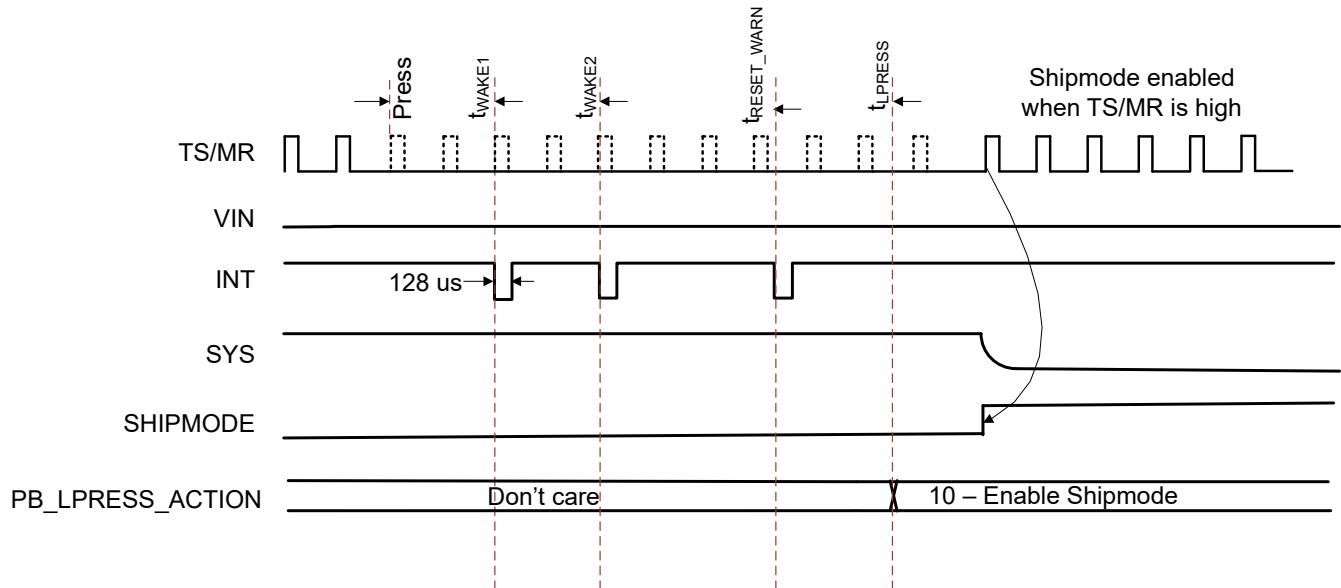 Press
tWAKE1
tWAKE2
tRESET_WARN
tLPRESS
Shipmode enabled
when TS/MR is high
TS/MR
VIN
INT
128 us
SYS
SHIPMODE
PB_LPRESS_ACTION
Don't care
10 – Enable Shipmode